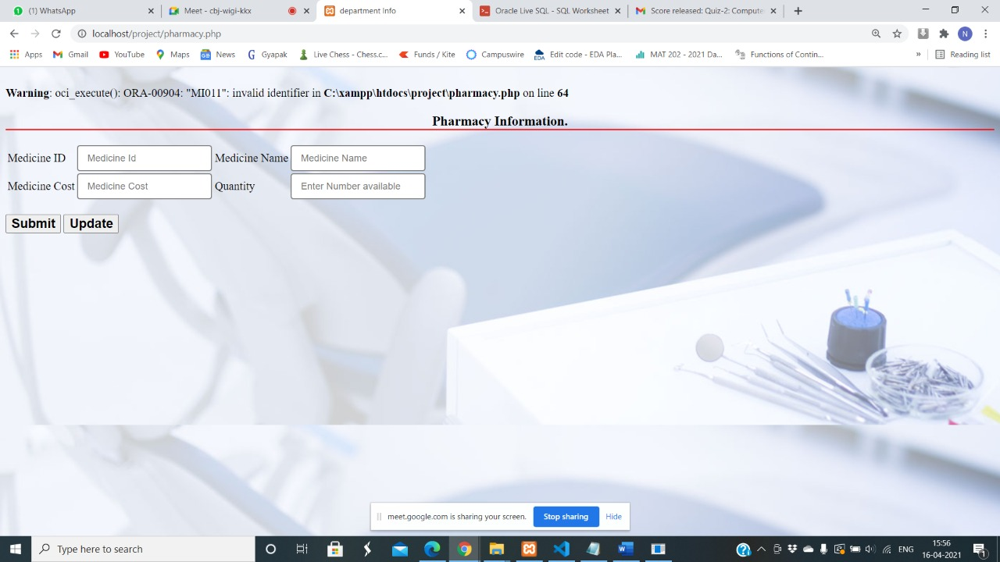 (1) WhatsApp
Meet - cbj-wigi-kkx
department Info
Oracle Live SQL - SQL Worksheet
Score released: Quiz-2: Compute
localhost/project/pharmacy.php
N
Apps
Gmail
YouTube
Maps
News
Gyapak
Live Chess - Chess.c...
Funds / Kite
Campuswire
Edit code - EDA Pla...
MAT 202 - 2021 Da...
Functions of Contin...
»
Reading list
Warning: oci_execute(): ORA-00904: "MI011": invalid identifier in C:\xampp\htdocs\project\pharmacy.php on line 64
Pharmacy Information.
Medicine ID Medicine Id Medicine Name Medicine Name
Medicine Cost Medicine Cost Quantity Enter Number available
Submit Update
meet.google.com is sharing your screen. Stop sharing Hide
Type here to search
ENG
15:56
16-04-2021